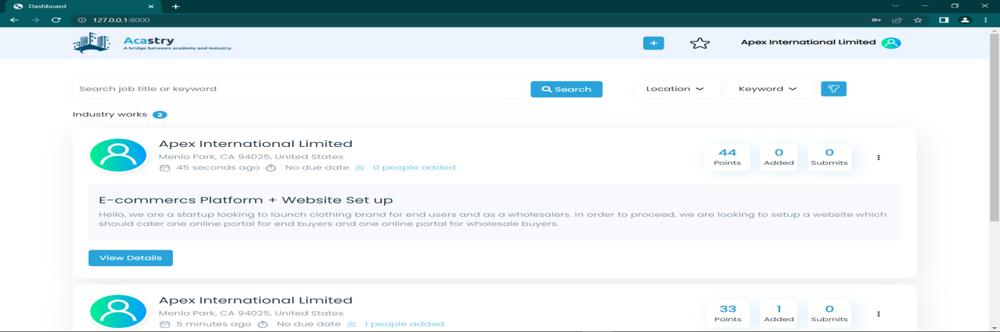 Dashboard
127.0.0.1:8000
Acastry
A bridge between academy and industry.
+
Apex International Limited
Search job title or keyword
Search
Location
Keyword
Industry works 2
Apex International Limited
Menlo Park, CA 94025, United States
45 seconds ago No due date 0 people added
44 Points
0 Added
0 Submits
E-commercs Platform + Website Set up
Hello, we are a startup looking to launch clothing brand for end users and as a wholesalers. In order to proceed, we are looking to setup a website which
should cater one online portal for end buyers and one online portal for wholesale buyers.
View Details
Apex International Limited
Menlo Park, CA 94025, United States
5 minutes ago No due date 1 people added
33 Points
1 Added
0 Submits